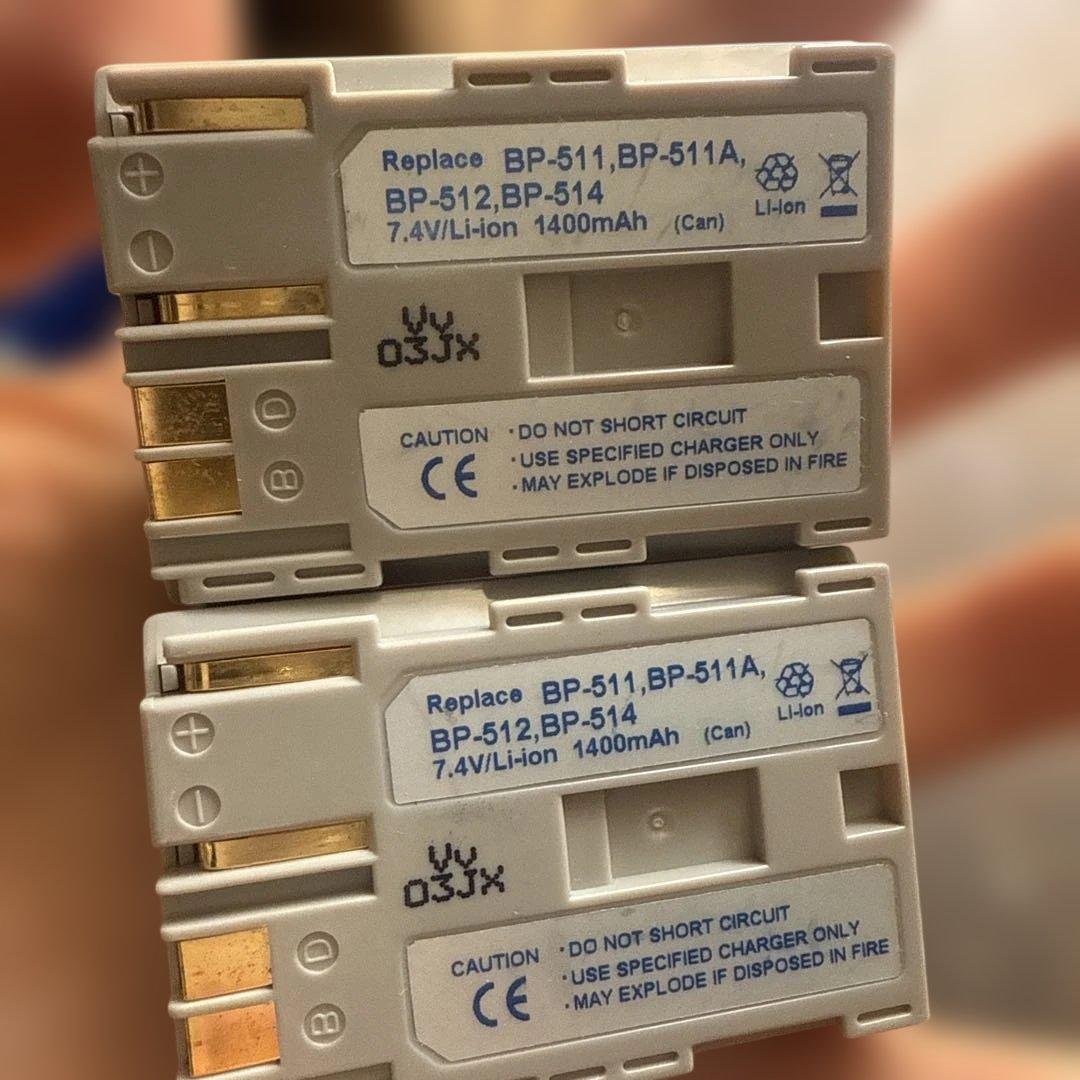 Replace BP-511,BP-511A,
BP-512,BP-514
7.4V/Li-ion 1400mAh (Can)
Li-ion
+
−
Vy
03JX
D
B
CAUTION
CE
·DO NOT SHORT CIRCUIT
·USE SPECIFIED CHARGER ONLY
·MAY EXPLODE IF DISPOSED IN FIRE
Replace BP-511,BP-511A,
BP-512,BP-514
7.4V/Li-ion 1400mAh (Can)
Li-ion
+
−
Vy
03JX
D
B
CAUTION
CE
·DO NOT SHORT CIRCUIT
·USE SPECIFIED CHARGER ONLY
·MAY EXPLODE IF DISPOSED IN FIRE